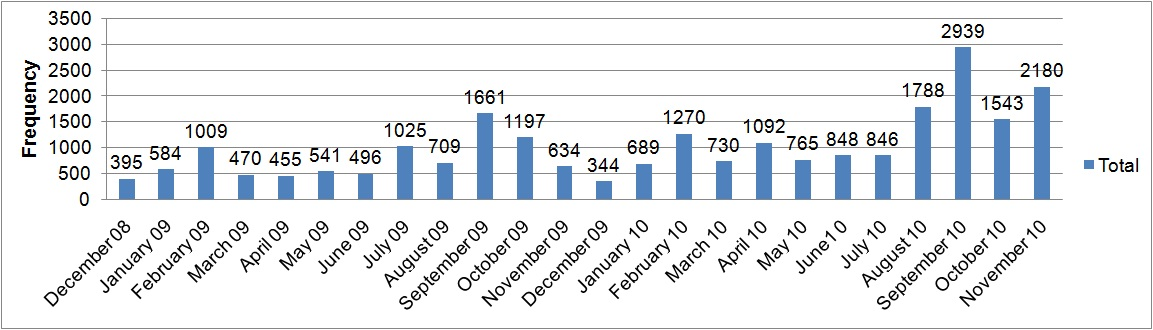 3500
3000
2500
2000
1500
1000
500
0
Frequency
395
584
1009
470
455
541
496
1025
709
1661
1197
634
344
689
1270
730
1092
765
848
846
1788
2939
1543
2180
December 08
January 09
February 09
March 09
April 09
May 09
June 09
July 09
August 09
September 09
October 09
November 09
December 09
January 10
February 10
March 10
April 10
May 10
June 10
July 10
August 10
September 10
October 10
November 10
Total